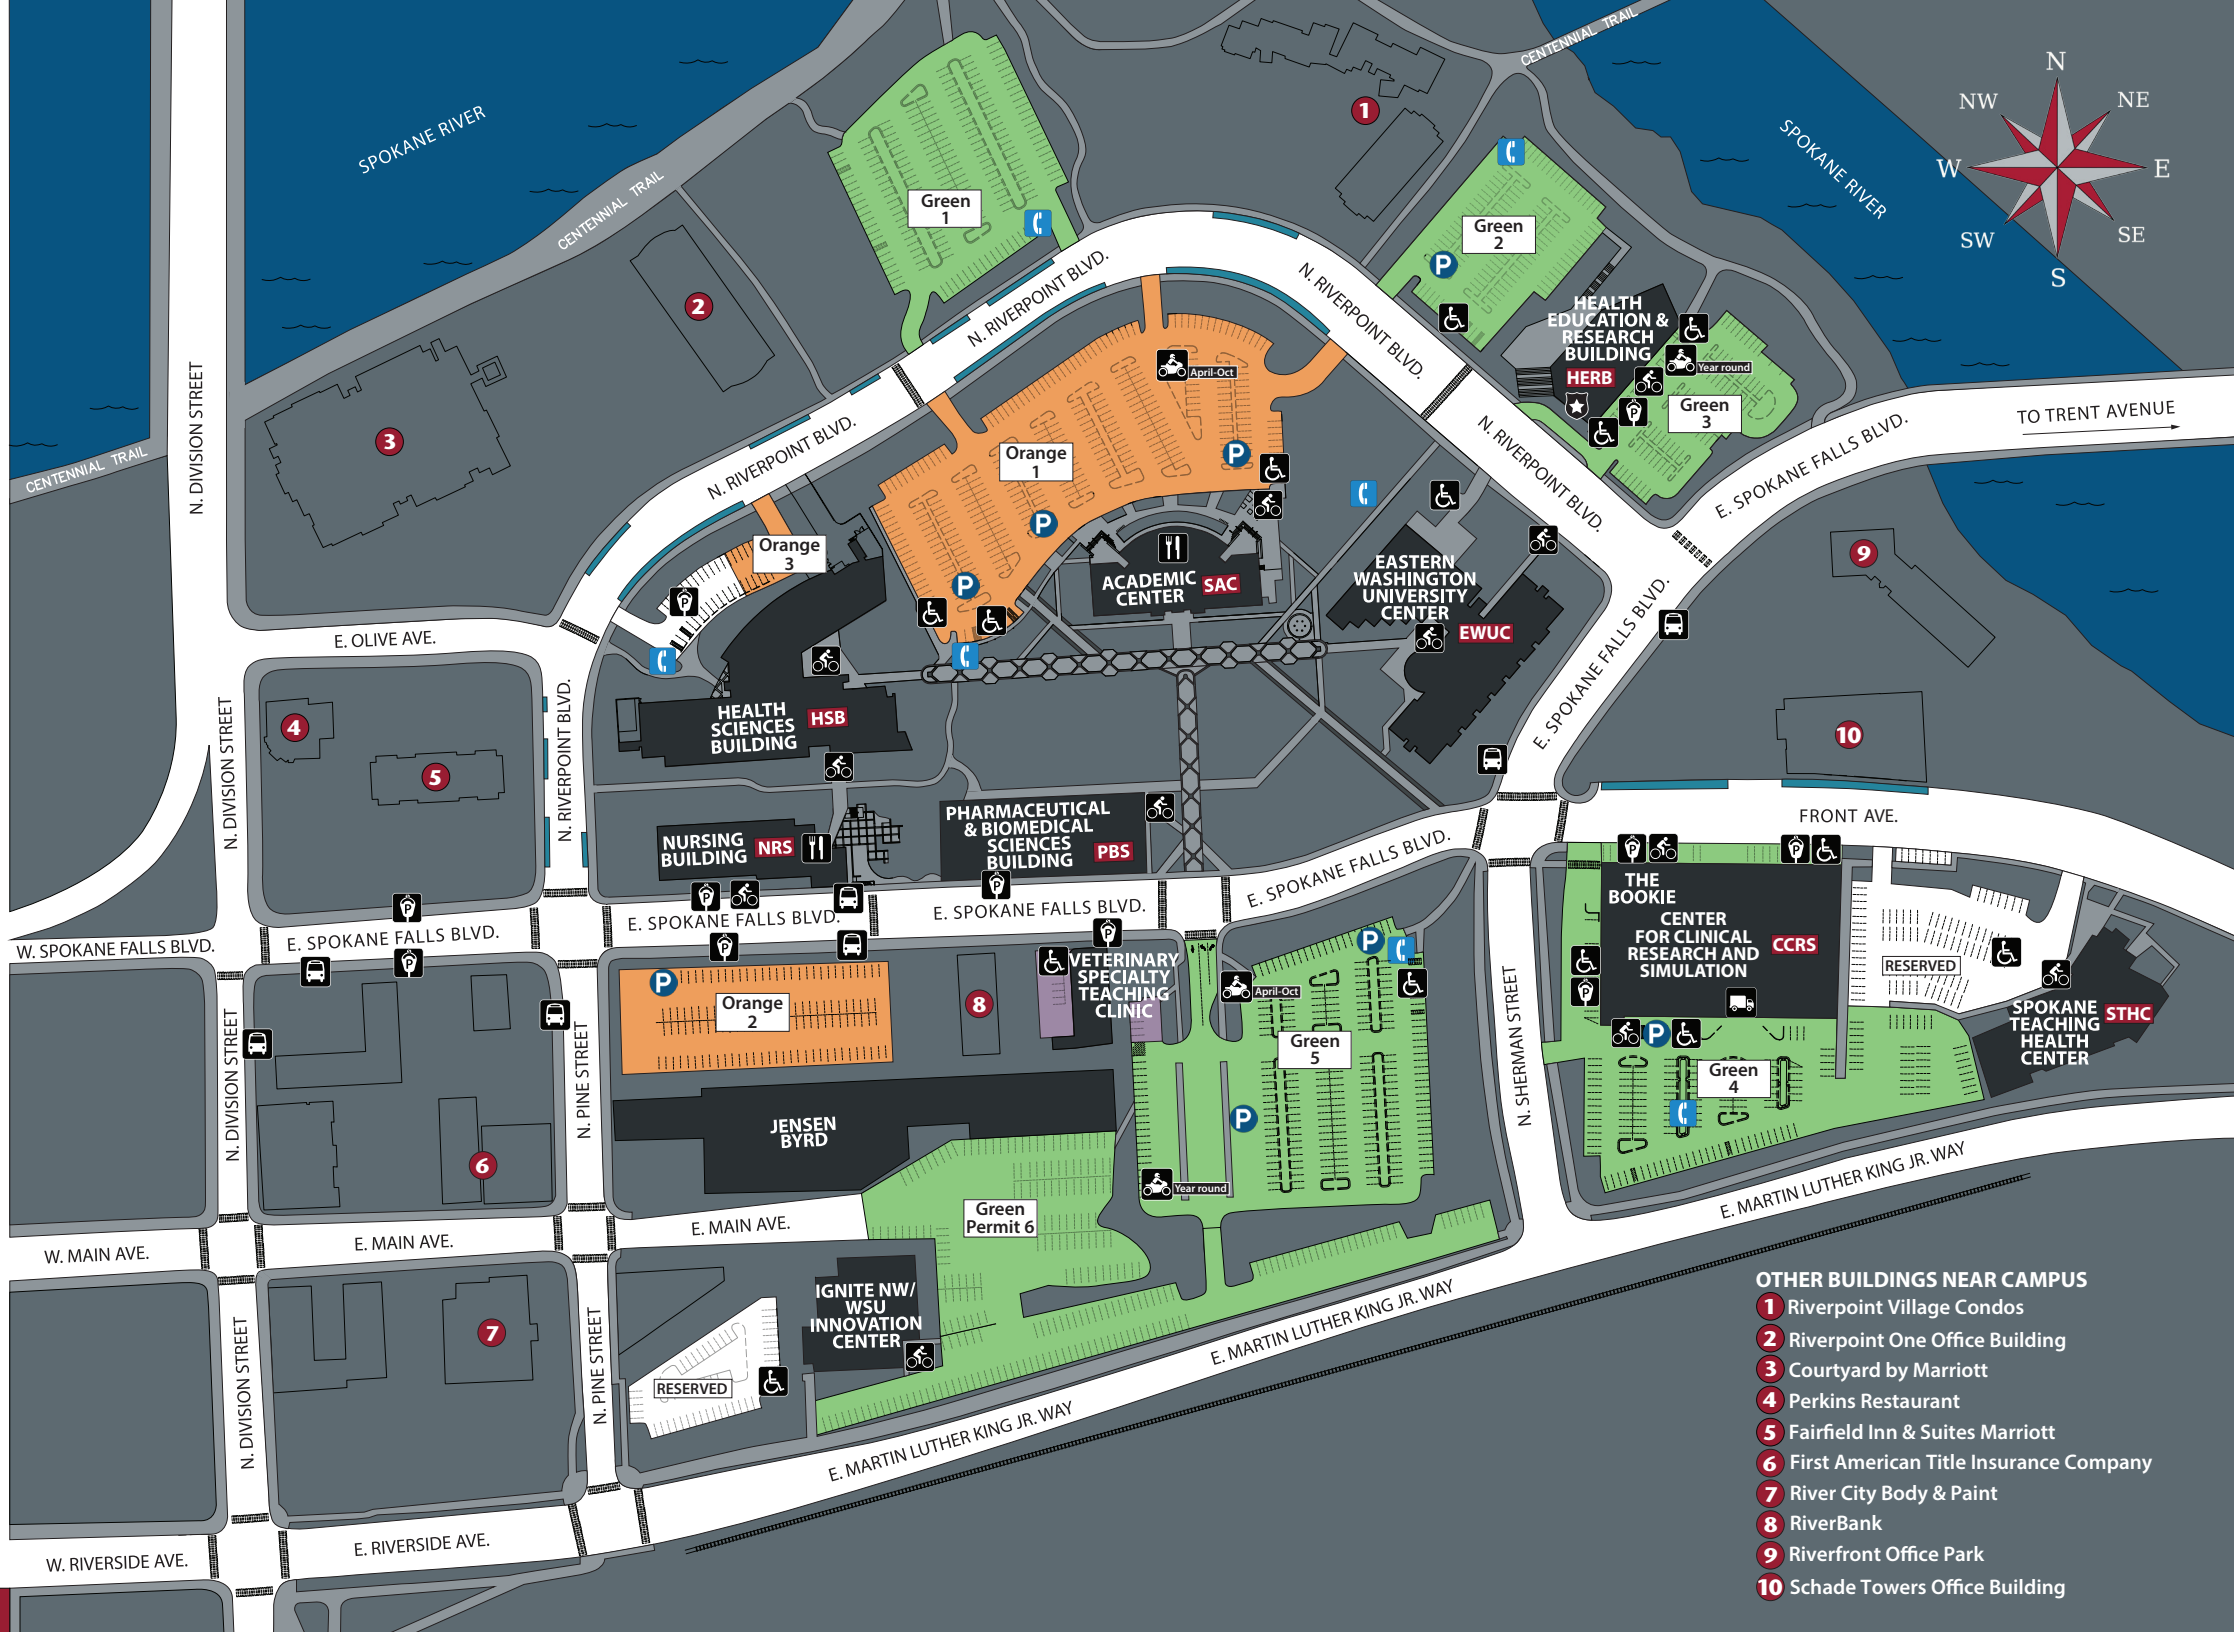 CENTENNIAL TRAIL
SPOKANE RIVER
SPOKANE RIVER
N
NW
NE
W
E
SW
SE
S
1
CENTENNIAL TRAIL
Green
1
Green
2
P
N. RIVERPOINT BLVD.
N. RIVERPOINT BLVD.
2
HEALTH
EDUCATION &
RESEARCH
BUILDING
HERB
Year round
Green
3
P
April-Oct
N. DIVISION STREET
3
CENTENNIAL TRAIL
N. RIVERPOINT BLVD.
Orange
1
P
P
P
N. RIVERPOINT BLVD.
E. SPOKANE FALLS BLVD.
TO TRENT AVENUE
Orange
3
P
ACADEMIC
CENTER
SAC
EASTERN
WASHINGTON
UNIVERSITY
CENTER
EWUC
9
E. OLIVE AVE.
E. SPOKANE FALLS BLVD.
4
5
N. DIVISION STREET
N. RIVERPOINT BLVD.
HEALTH
SCIENCES
BUILDING
HSB
10
NURSING
BUILDING
NRS
PHARMACEUTICAL
& BIOMEDICAL
SCIENCES
BUILDING
PBS
FRONT AVE.
E. SPOKANE FALLS BLVD.
W. SPOKANE FALLS BLVD.
E. SPOKANE FALLS BLVD.
E. SPOKANE FALLS BLVD.
E. SPOKANE FALLS BLVD.
P
P
P
P
P
P
P
P
P
THE
BOOKIE
CENTER
FOR CLINICAL
RESEARCH AND
SIMULATION
CCRS
RESERVED
P
Orange
2
8
VETERINARY
SPECIALTY
TEACHING
CLINIC
April-Oct
P
Green
5
P
Year round
N. SHERMAN STREET
P
Green
4
SPOKANE
TEACHING
HEALTH
CENTER
STHC
N. DIVISION STREET
N. PINE STREET
6
JENSEN
BYRD
Green
Permit 6
E. MARTIN LUTHER KING JR. WAY
W. MAIN AVE.
E. MAIN AVE.
E. MAIN AVE.
7
N. DIVISION STREET
N. PINE STREET
RESERVED
IGNITE NW/
WSU
INNOVATION
CENTER
E. MARTIN LUTHER KING JR. WAY
E. MARTIN LUTHER KING JR. WAY
W. RIVERSIDE AVE.
E. RIVERSIDE AVE.
OTHER BUILDINGS NEAR CAMPUS
1 Riverpoint Village Condos
2 Riverpoint One Office Building
3 Courtyard by Marriott
4 Perkins Restaurant
5 Fairfield Inn & Suites Marriott
6 First American Title Insurance Company
7 River City Body & Paint
8 RiverBank
9 Riverfront Office Park
10 Schade Towers Office Building